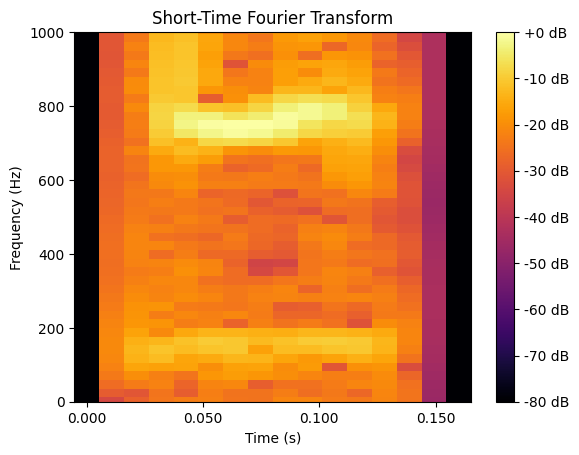 Short-Time Fourier Transform
1000
800
600
400
200
0
Frequency (Hz)
0.000
0.050
0.100
0.150
Time (s)
+0 dB
-10 dB
-20 dB
-30 dB
-40 dB
-50 dB
-60 dB
-70 dB
-80 dB